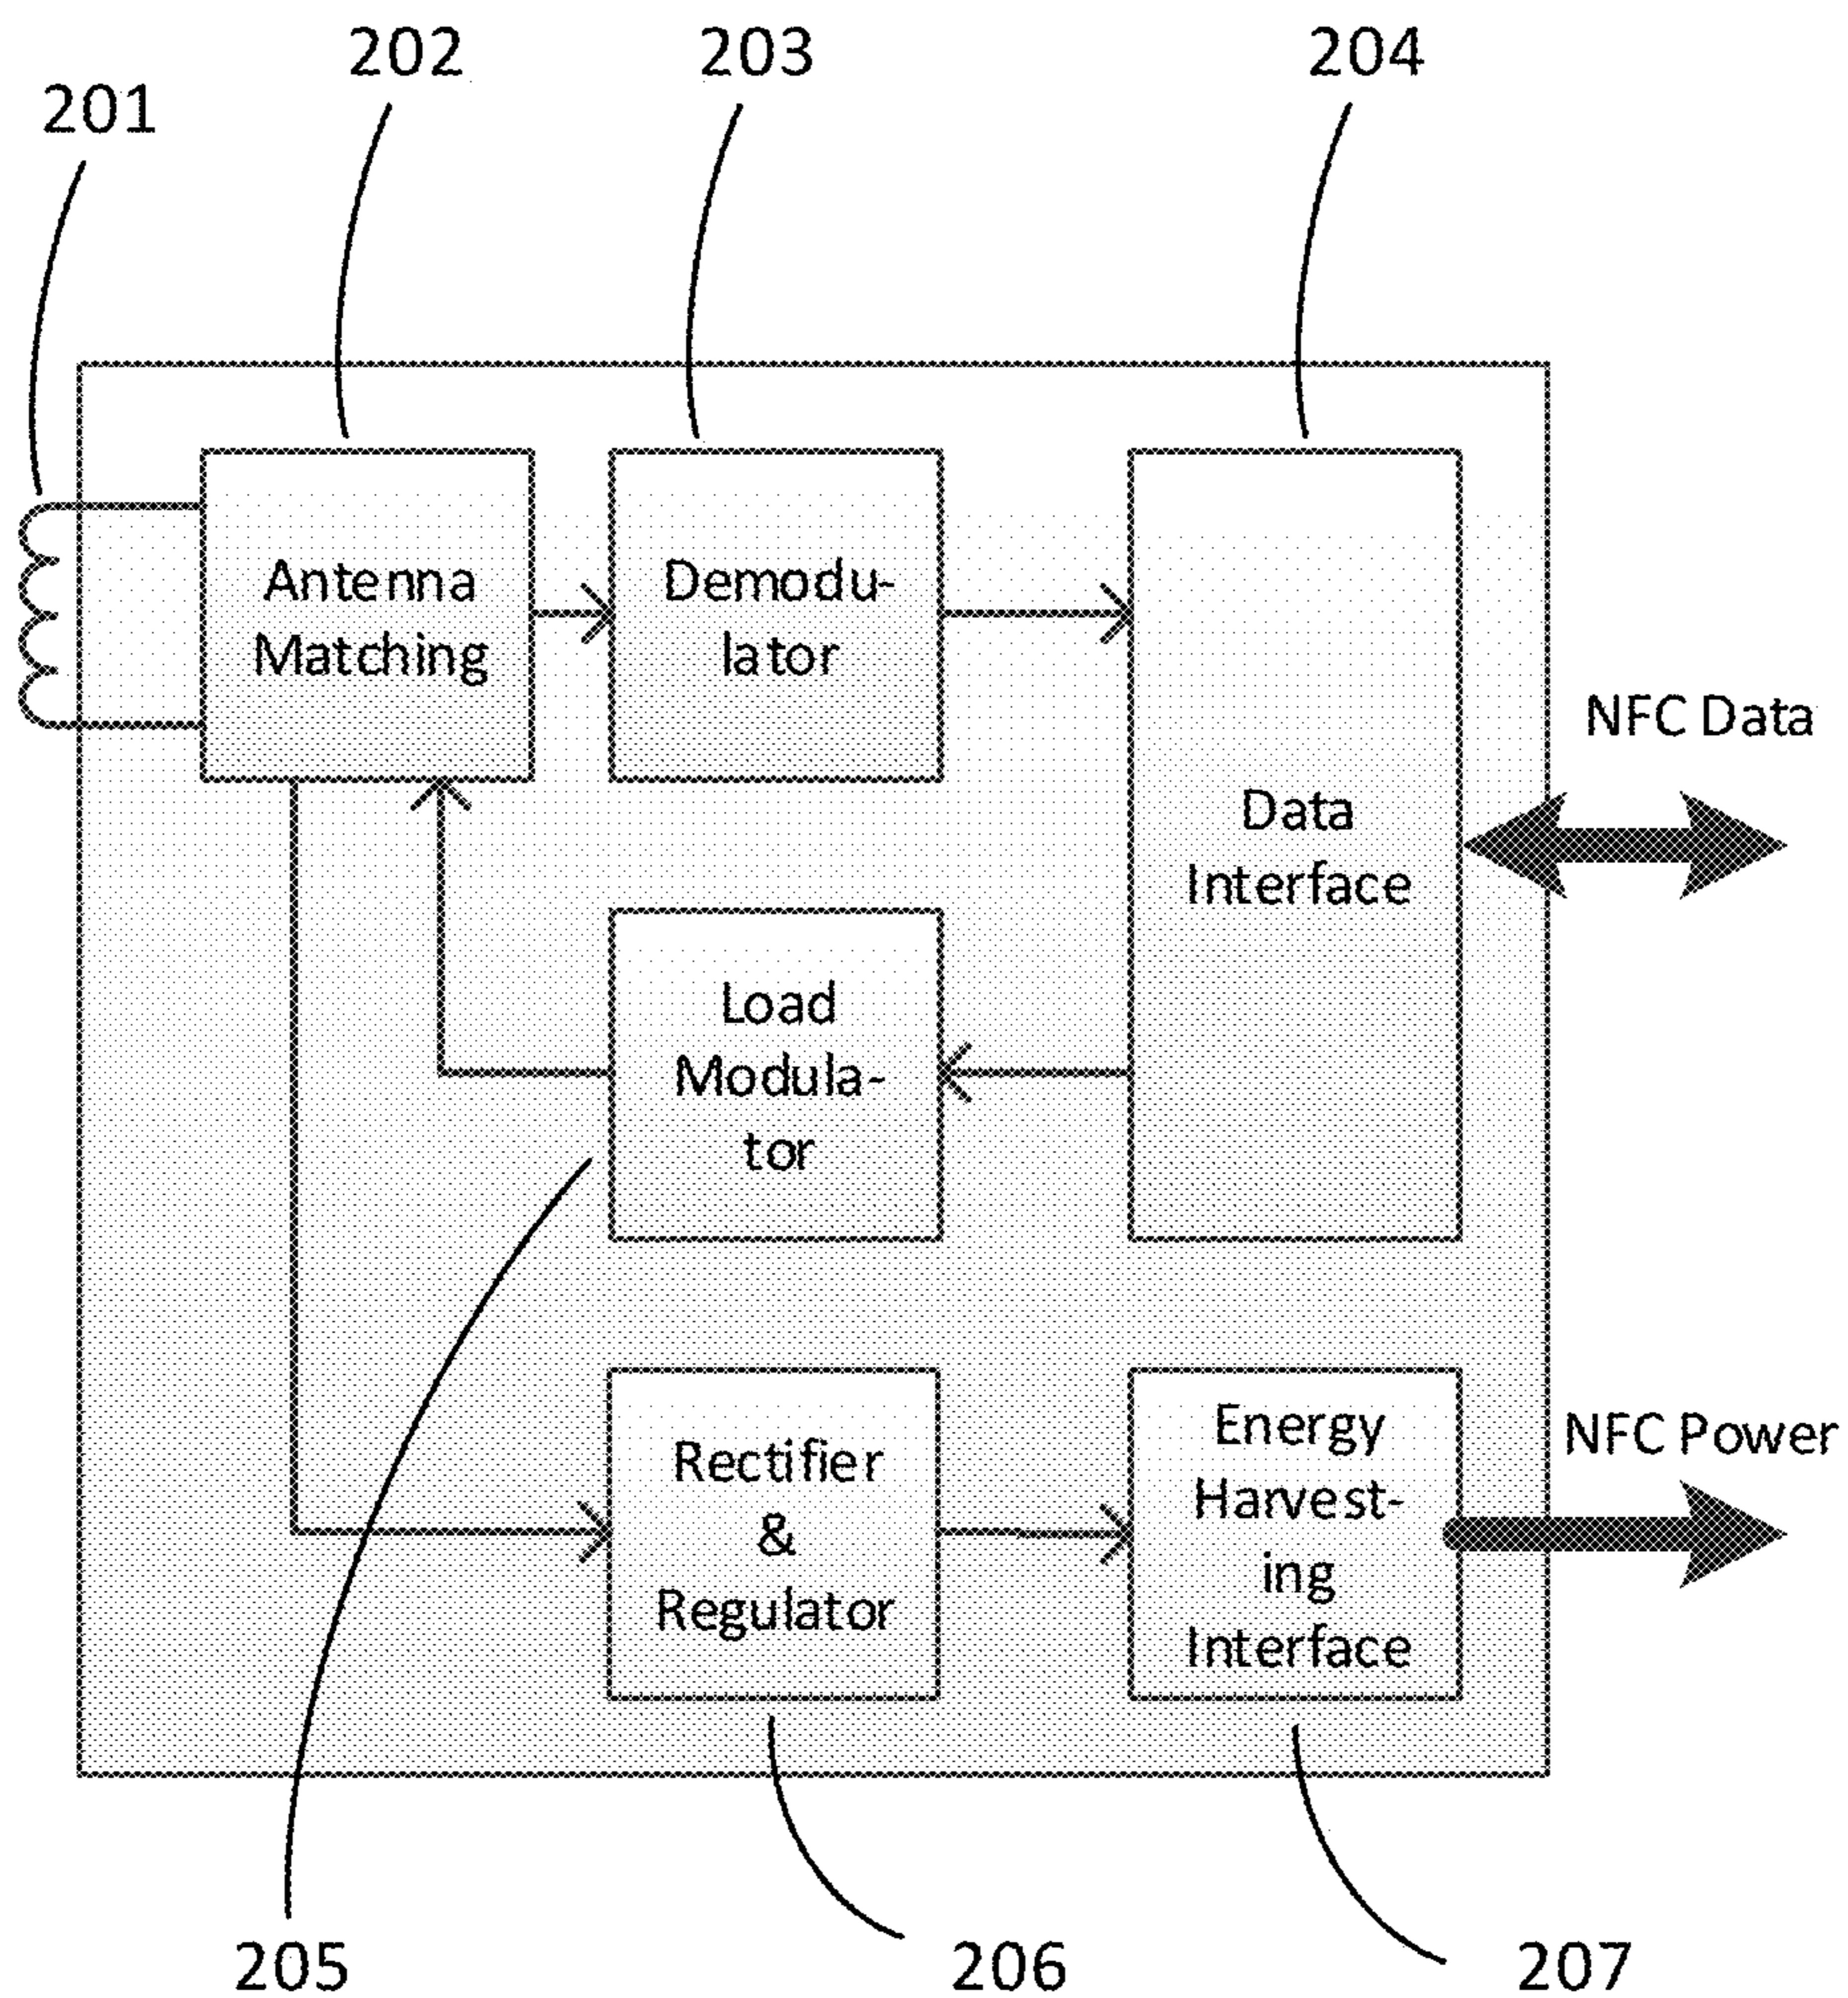 202
203
204
201
Antenna
Matching
Demodu-
lator
NFC Data
Data
Interface
Load
Modula-
tor
Energy
Harvest-
ing
Interface
NFC Power
Rectifier
&
Regulator
205
206
207